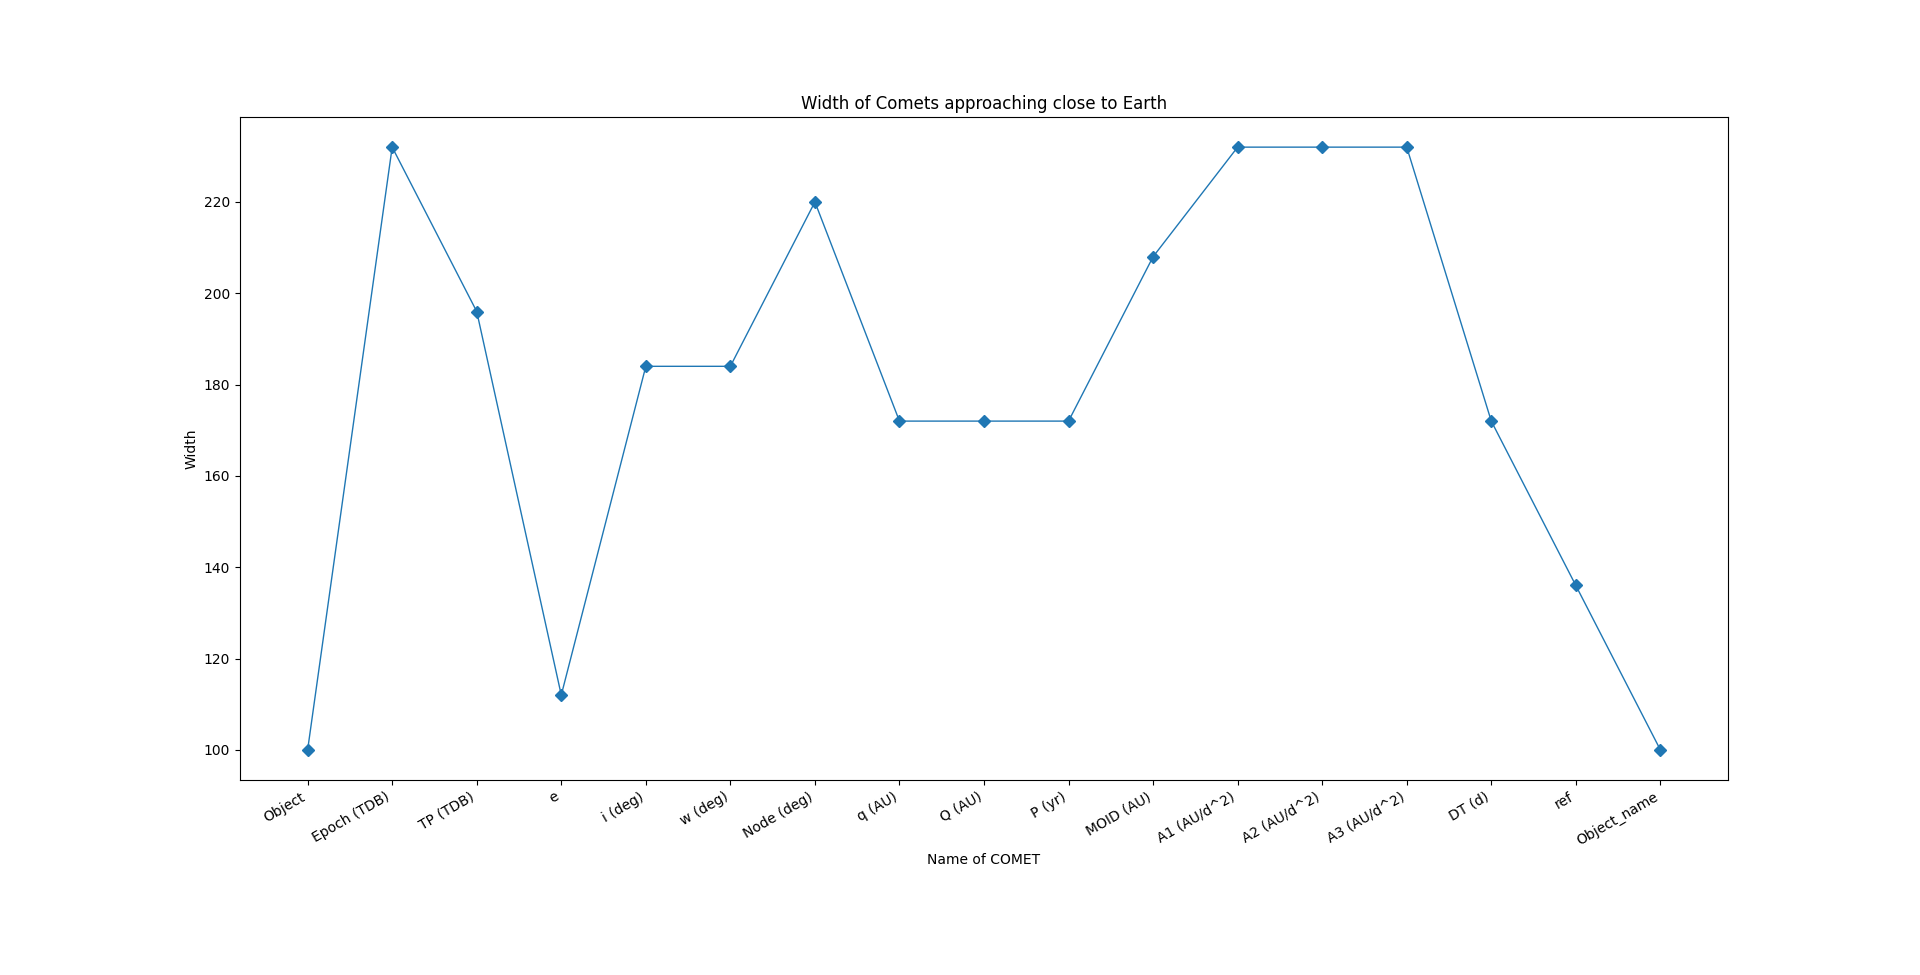 Width of Comets approaching close to Earth
Width
220
200
180
160
140
120
100
Object
Epoch (TDB)
TP (TDB)
e
i (deg)
w (deg)
Node (deg)
q (AU)
Q (AU)
P (yr)
MOID (AU)
A1 (AU/d^2)
A2 (AU/d^2)
A3 (AU/d^2)
DT (d)
ref
Object_name
Name of COMET